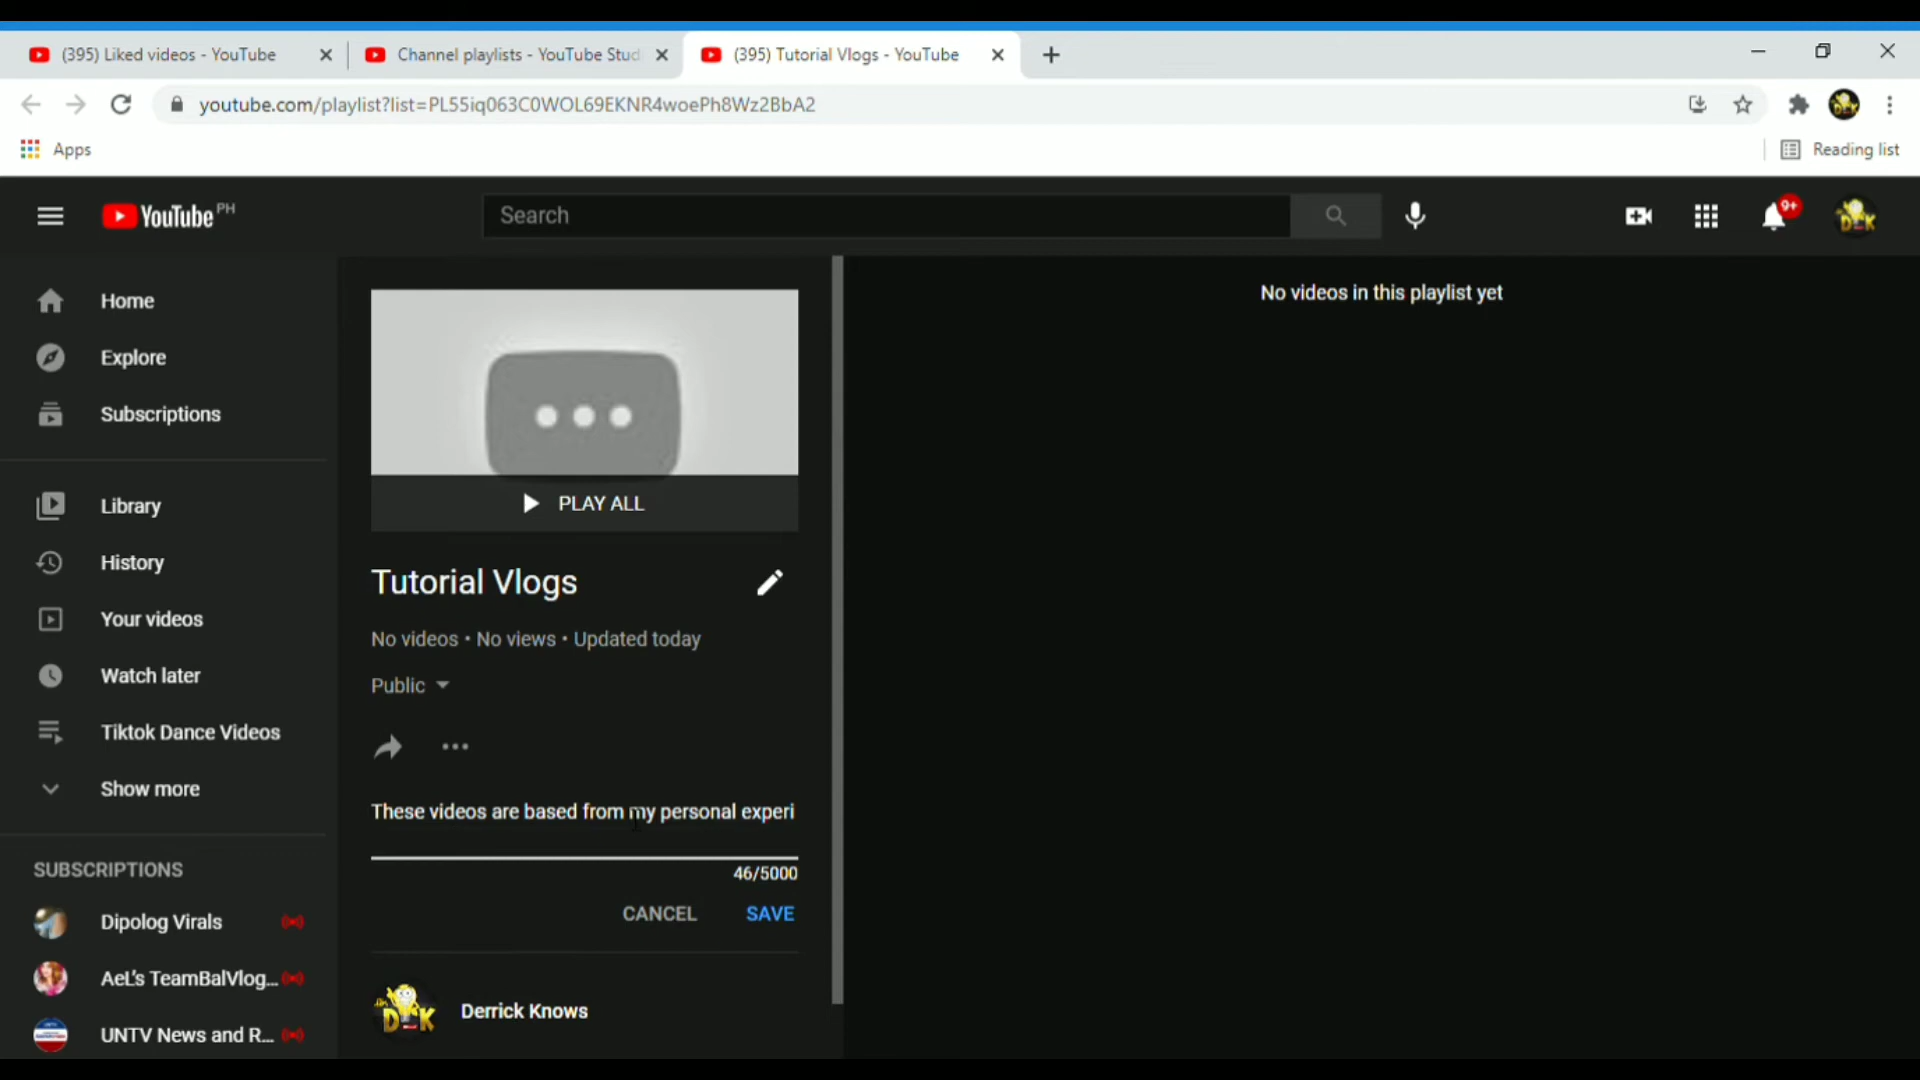 (395) Liked videos - YouTube
Channel playlists - YouTube Stud
(395) Tutorial Vlogs - YouTube
youtube.com/playlist?list=PL55iq063C0WOL69EKNR4woePh8Wz2BbA2
Apps
Reading list
YouTube PH
Search
9+
Home
Explore
Subscriptions
Library
History
Your videos
Watch later
Tiktok Dance Videos
Show more
SUBSCRIPTIONS
Dipolog Virals
AeL's TeamBalVlog...
UNTV News and R...
PLAY ALL
Tutorial Vlogs
No videos • No views • Updated today
Public
These videos are based from my personal experi
46/5000
CANCEL
SAVE
DK
Derrick Knows
No videos in this playlist yet